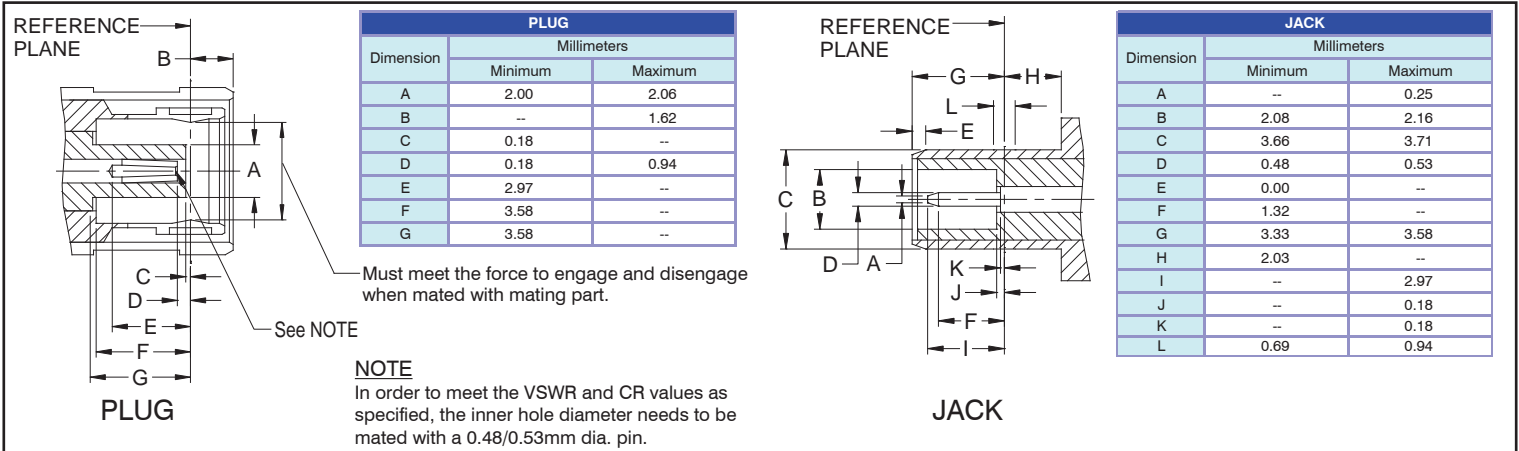 REFERENCE
PLANE
B
A
C
D
E
F
G
PLUG
PLUG
Dimension Millimeters
Minimum Maximum
A 2.00 2.06
B -- 1.62
C 0.18 --
D 0.18 0.94
E 2.97 --
F 3.58 --
G 3.58 --
Must meet the force to engage and disengage
when mated with mating part.
See NOTE
NOTE
In order to meet the VSWR and CR values as
specified, the inner hole diameter needs to be
mated with a 0.48/0.53mm dia. pin.
REFERENCE
PLANE
G H
L
E
C B
D A
K
J
F
I
JACK
JACK
Dimension Millimeters
Minimum Maximum
A -- 0.25
B 2.08 2.16
C 3.66 3.71
D 0.48 0.53
E 0.00 --
F 1.32 --
G 3.33 3.58
H 2.03 --
I -- 2.97
J -- 0.18
K -- 0.18
L 0.69 0.94